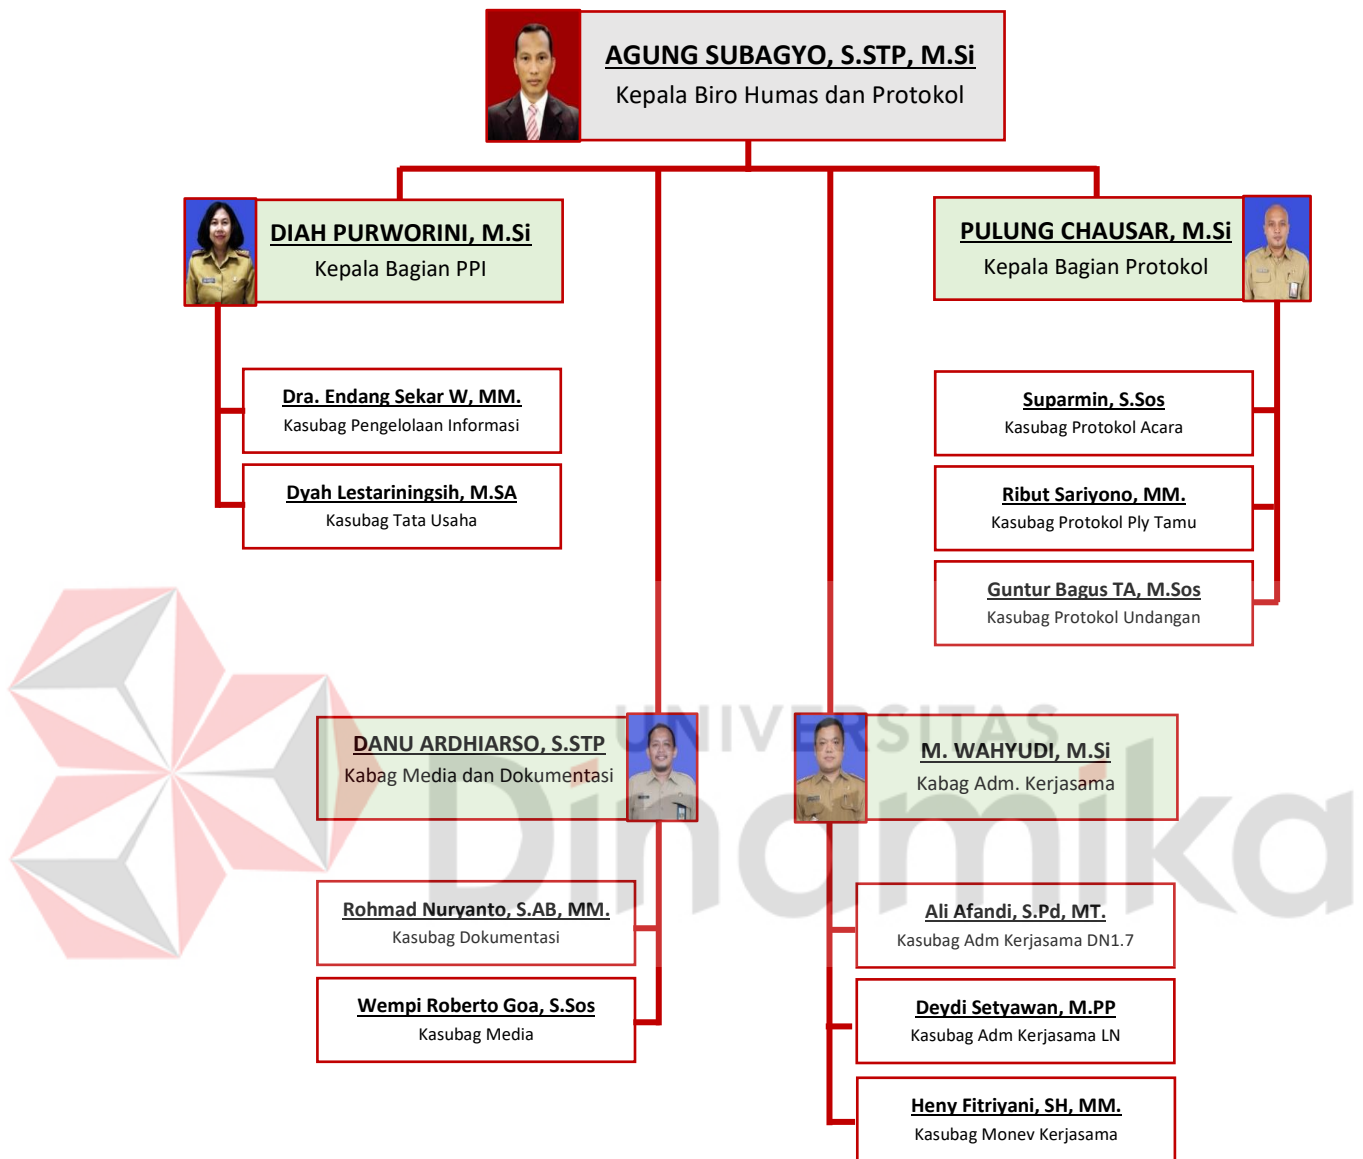 AGUNG SUBAGYO, S.STP, M.Si
Kepala Biro Humas dan Protokol
DIAH PURWORINI, M.Si
Kepala Bagian PPI
PULUNG CHAUSAR, M.Si
Kepala Bagian Protokol
Dra. Endang Sekar W, MM.
Kasubag Pengelolaan Informasi
Dyah Lestariningsih, M.SA
Kasubag Tata Usaha
Suparmin, S.Sos
Kasubag Protokol Acara
Ribut Sariyono, MM.
Kasubag Protokol Ply Tamu
Guntur Bagus TA, M.Sos
Kasubag Protokol Undangan
UNIVERSITAS
Dinamika
DANU ARDHIARSO, S.STP
Kabag Media dan Dokumentasi
M. WAHYUDI, M.Si
Kabag Adm. Kerjasama
Rohmad Nuryanto, S.AB, MM.
Kasubag Dokumentasi
Wempi Roberto Goa, S.Sos
Kasubag Media
Ali Afandi, S.Pd, MT.
Kasubag Adm Kerjasama DN1.7
Deydi Setyawan, M.PP
Kasubag Adm Kerjasama LN
Heny Fitriyani, SH, MM.
Kasubag Monev Kerjasama